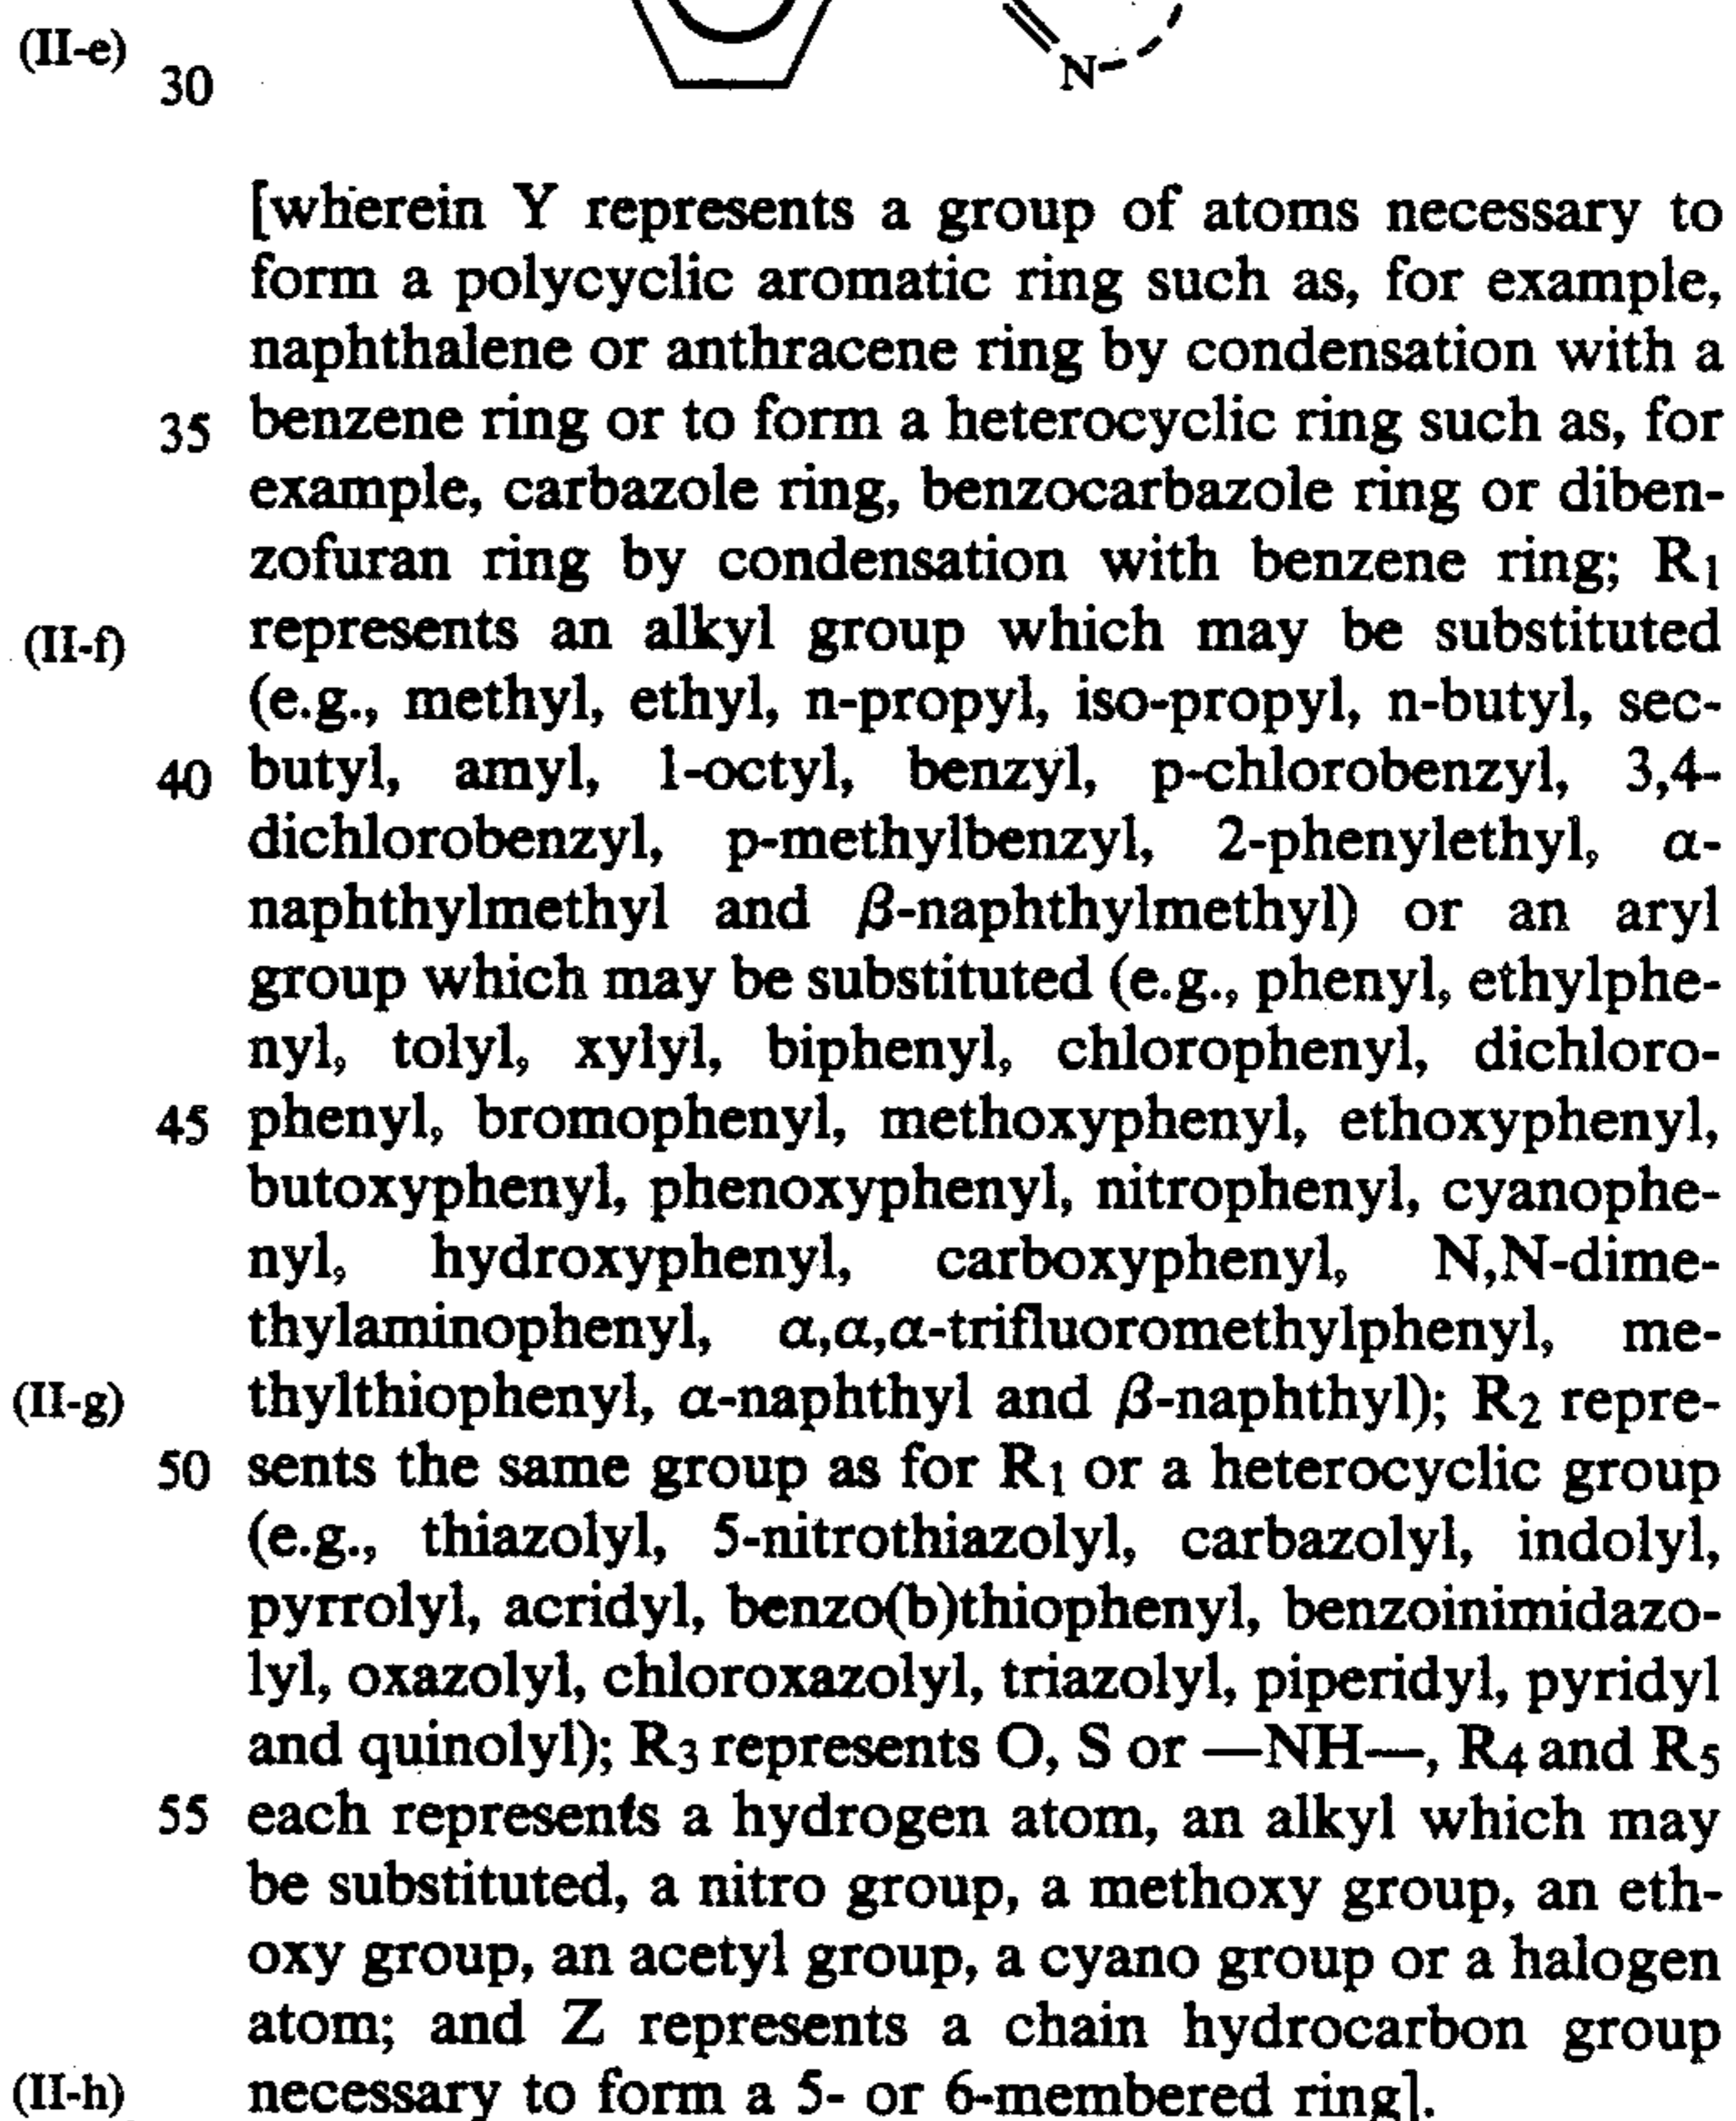 (II-e)
30
N
[wherein Y represents a group of atoms necessary to
form a polycyclic aromatic ring such as, for example,
naphthalene or anthracene ring by condensation with a
35 benzene ring or to form a heterocyclic ring such as, for
example, carbazole ring, benzocarbazole ring or diben-
zofuran ring by condensation with benzene ring; R1
(II-f) represents an alkyl group which may be substituted
(e.g., methyl, ethyl, n-propyl, iso-propyl, n-butyl, sec-
40 butyl, amyl, 1-octyl, benzyl, p-chlorobenzyl, 3,4-
dichlorobenzyl, p-methylbenzyl, 2-phenylethyl, α-
naphthylmethyl and β-naphthylmethyl) or an aryl
group which may be substituted (e.g., phenyl, ethylphe-
nyl, tolyl, xylyl, biphenyl, chlorophenyl, dichloro-
45 phenyl, bromophenyl, methoxyphenyl, ethoxyphenyl,
butoxyphenyl, phenoxyphenyl, nitrophenyl, cyanophe-
nyl, hydroxyphenyl, carboxyphenyl, N,N-dime-
thylaminophenyl, α,α,α-trifluoromethylphenyl, me-
(II-g) thylthiophenyl, α-naphthyl and β-naphthyl); R2 repre-
50 sents the same group as for R1 or a heterocyclic group
(e.g., thiazolyl, 5-nitrothiazolyl, carbazolyl, indolyl,
pyrrolyl, acridyl, benzo(b)thiophenyl, benzoinimidazo-
lyl, oxazolyl, chloroxazolyl, triazolyl, piperidyl, pyridyl
and quinolyl); R3 represents O, S or —NH—, R4 and R5
55 each represents a hydrogen atom, an alkyl which may
be substituted, a nitro group, a methoxy group, an eth-
oxy group, an acetyl group, a cyano group or a halogen
atom; and Z represents a chain hydrocarbon group
(II-h) necessary to form a 5- or 6-membered ring].